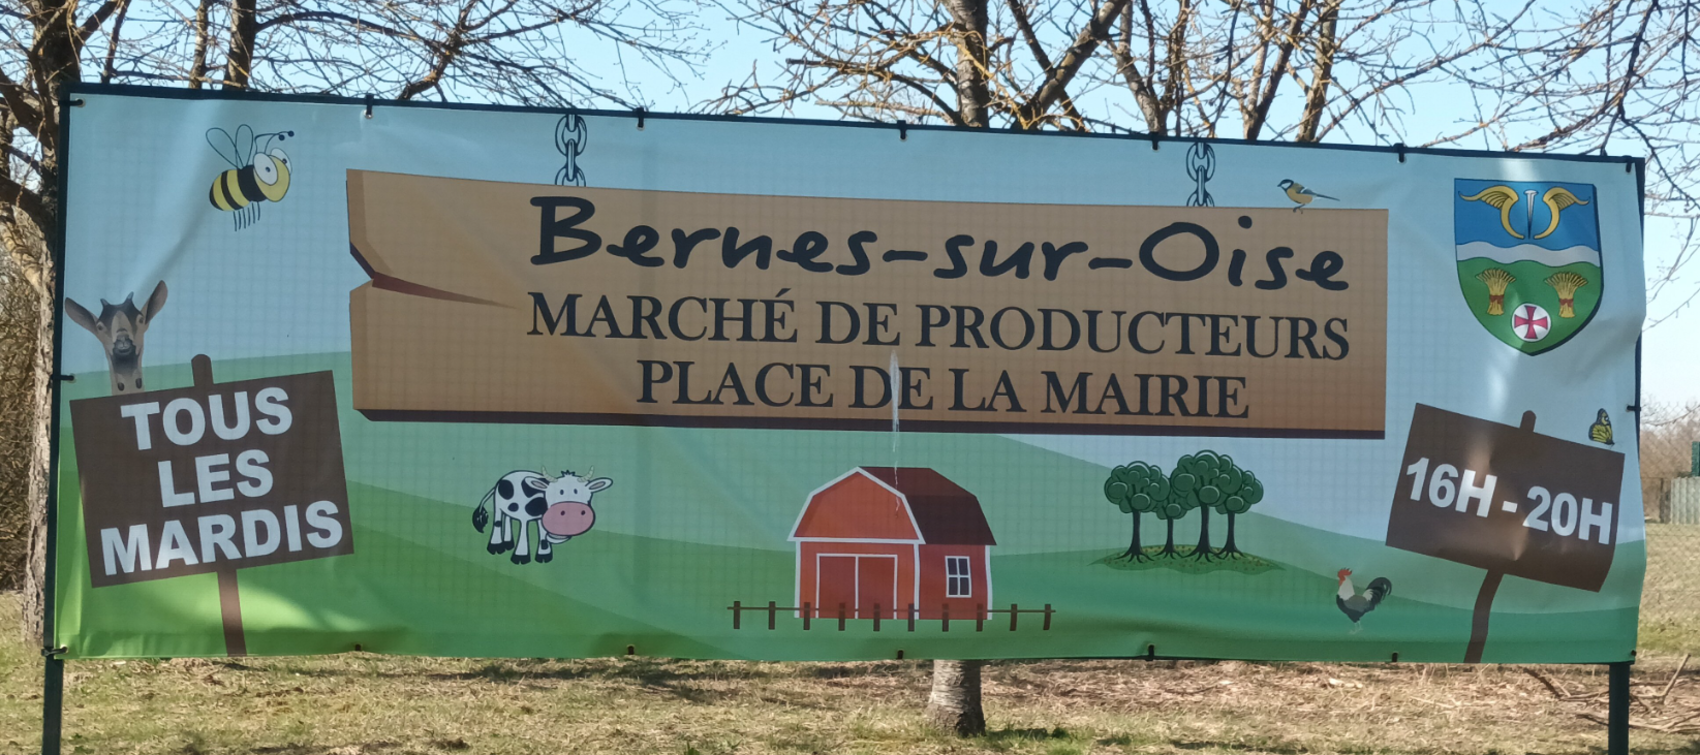 Bernes-sur-Oise
MARCHÉ DE PRODUCTEURS
PLACE DE LA MAIRIE
TOUS
LES
MARDIS
16H - 20H